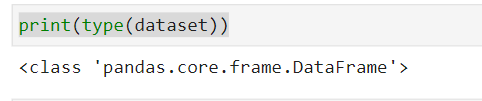 print(type(dataset))
<class 'pandas.core.frame.DataFrame'>